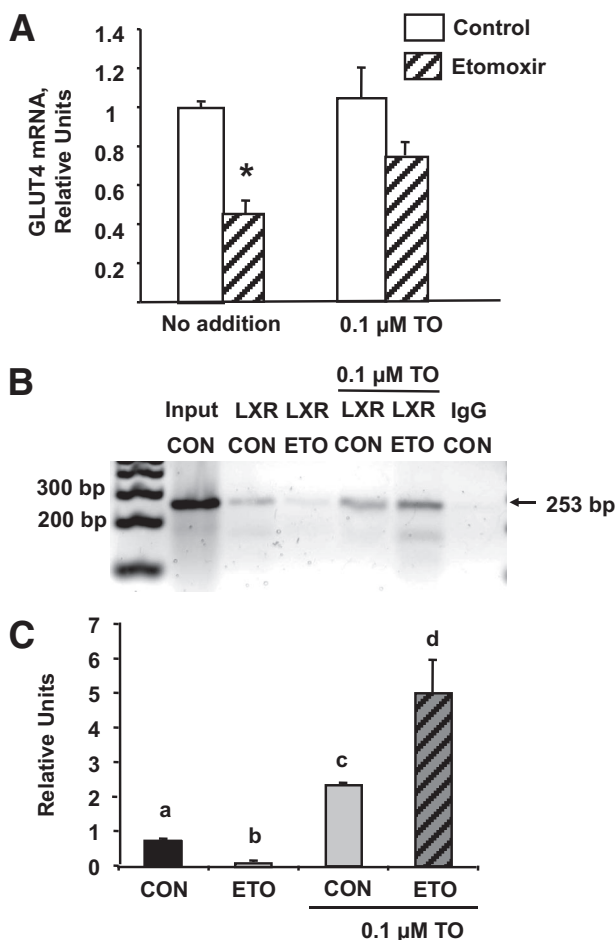 A
GLUT4 mRNA,
Relative Units
1.4
1.2
1
0.8
0.6
0.4
0.2
Control
Etomoxir
*
No addition
0.1 µM TO
B
0.1 µM TO
Input LXR LXR LXR LXR IgG
CON CON ETO CON ETO CON
300 bp
200 bp
253 bp
C
Relative Units
7
6
5
4
3
2
1
0
a
b
c
d
CON ETO CON ETO
0.1 µM TO